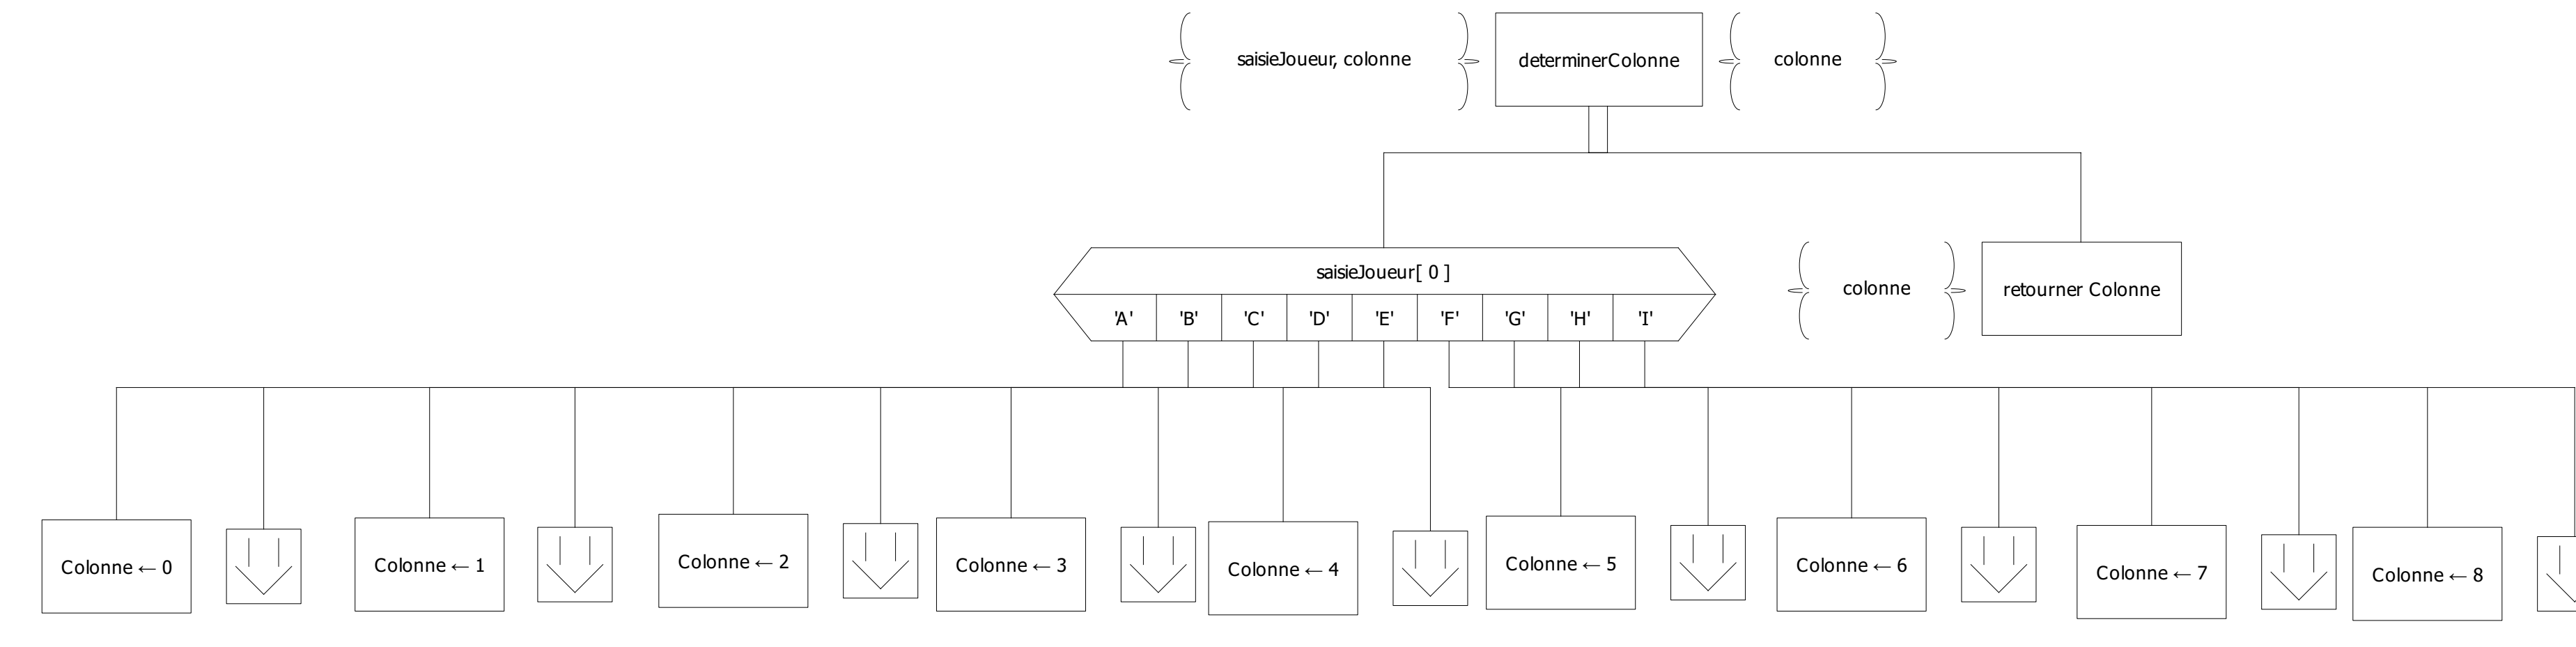 saisieJoueur, colonne
determinerColonne
colonne
saisieJoueur[ 0 ]
'A' 'B' 'C' 'D' 'E' 'F' 'G' 'H' 'I'
colonne
retourner Colonne
Colonne ← 0
Colonne ← 1
Colonne ← 2
Colonne ← 3
Colonne ← 4
Colonne ← 5
Colonne ← 6
Colonne ← 7
Colonne ← 8